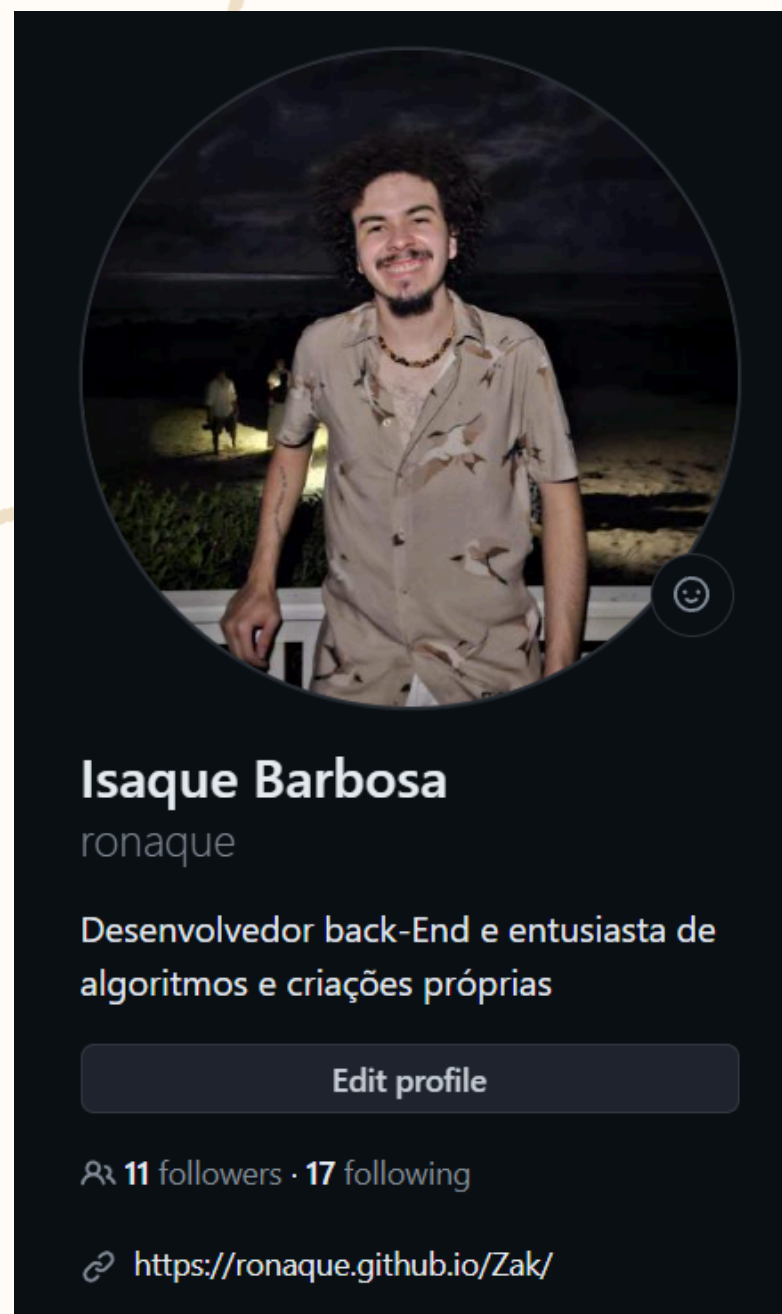 Isaque Barbosa
ronaque
Desenvolvedor back-End e entusiasta de
algoritmos e criações próprias
Edit profile
11 followers · 17 following
https://ronaque.github.io/Zak/